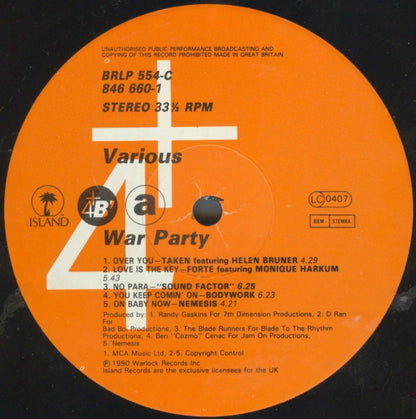 UNAUTHORISED PUBLIC PERFORMANCE BROADCASTING AND
COPYING OF THIS RECORD PROHIBITED MADE IN GREAT BRITAIN
BRLP 554-C
846 660-1
STEREO 33⅓ RPM
Various
ISLAND
4th B'
a
LC0407
BIEM STEMRA
War Party
1. OVER YOU–TAKEN featuring HELEN BRUNER 4.29
2. LOVE IS THE KEY–FORTE featuring MONIQUE HARKUM
5.43
3. NO PARA–"SOUND FACTOR" 6.25
4. YOU KEEP COMIN' ON–BODYWORK 6.23
5. ON BABY NOW–NEMESIS 4.21
Produced by: 1. Randy Gaskins For 7th Dimension Productions, 2. D Ran
For
Bad Boi Productions, 3. The Blade Runners For Blade To The Rhythm
Productions, 4. Ben "Cozmo" Cenac For Jam On Productions,
5. Nemesis
1. MCA Music Ltd, 2-5. Copyright Control
Ⓟ1990 Warlock Records Inc
Island Records are the exclusive licensees for the UK